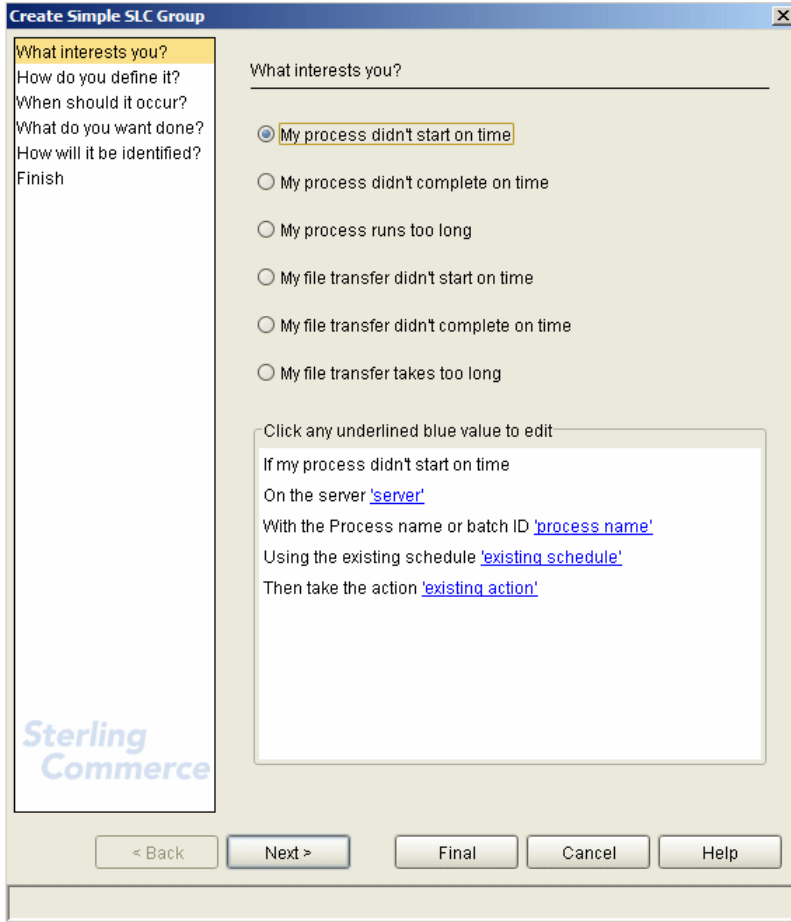 Create Simple SLC Group
What interests you?
How do you define it?
When should it occur?
What do you want done?
How will it be identified?
Finish
Sterling
Commerce
What interests you?
My process didn't start on time
My process didn't complete on time
My process runs too long
My file transfer didn't start on time
My file transfer didn't complete on time
My file transfer takes too long
Click any underlined blue value to edit
If my process didn't start on time
On the server 'server'
With the Process name or batch ID 'process name'
Using the existing schedule 'existing schedule'
Then take the action 'existing action'
< Back
Next >
Final
Cancel
Help